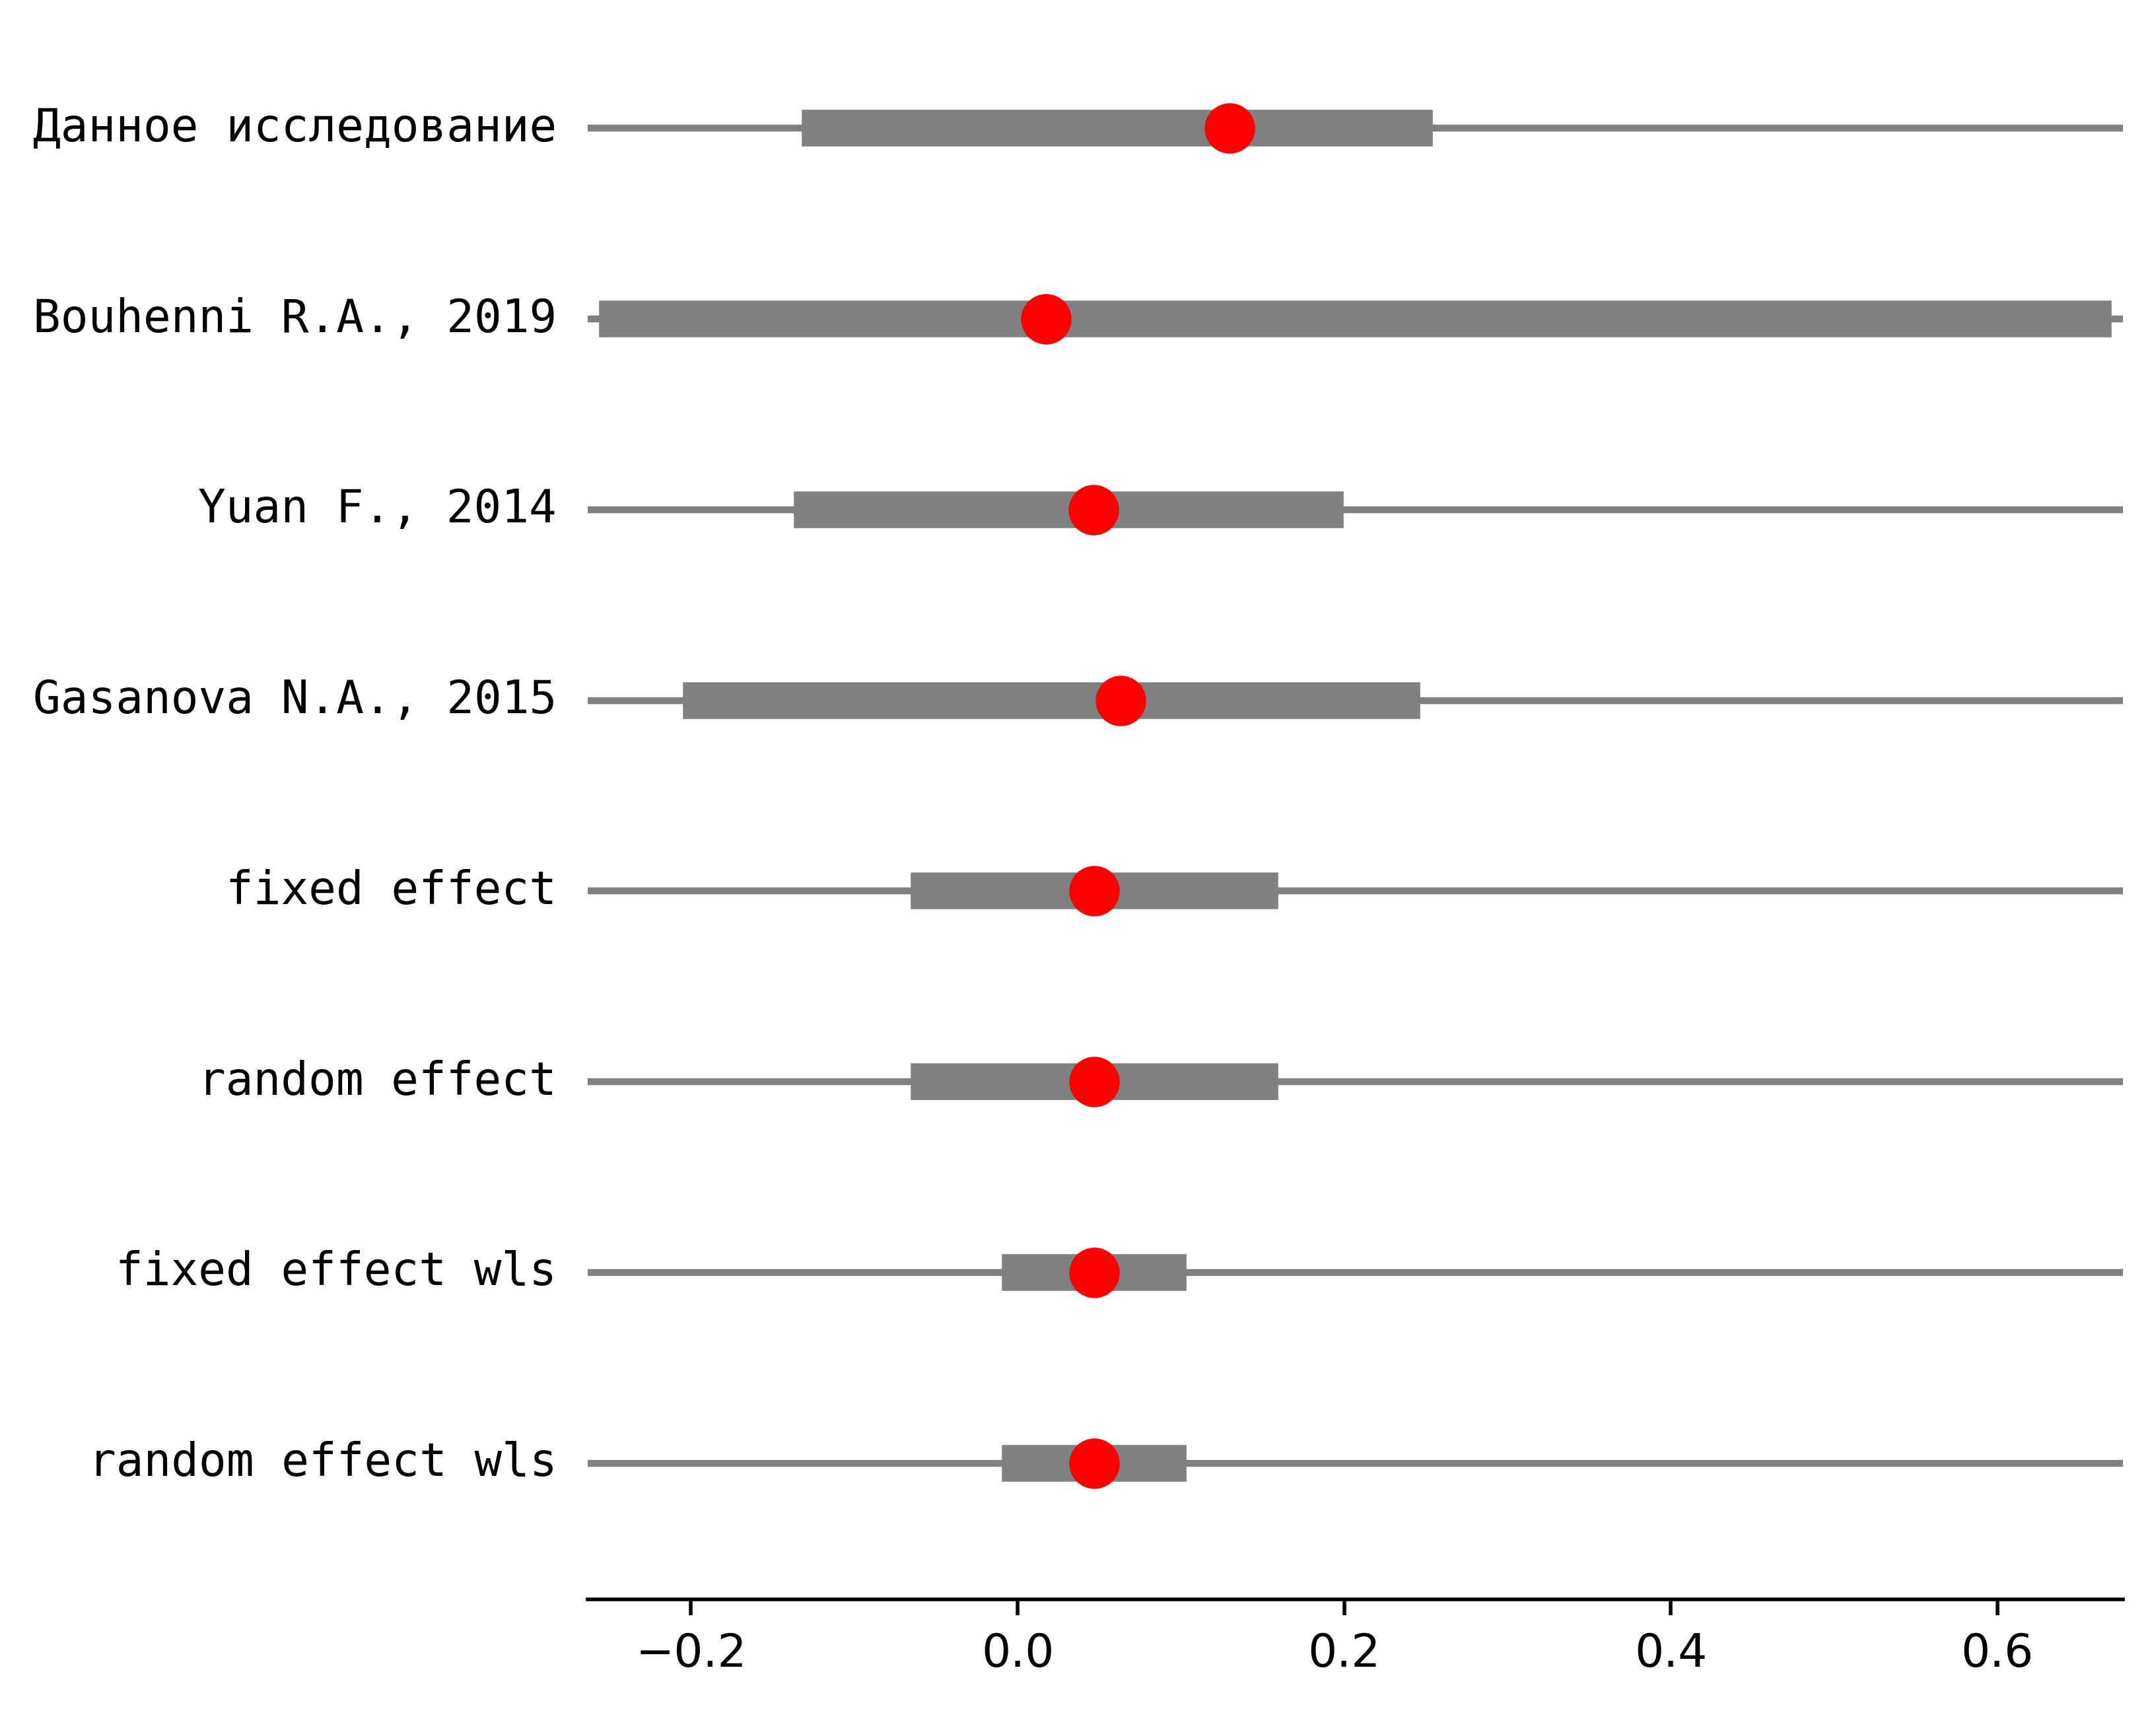 Данное исследование
Bouhenni R.A., 2019
Yuan F., 2014
Gasanova N.A., 2015
fixed effect
random effect
fixed effect wls
random effect wls
−0.2 0.0 0.2 0.4 0.6